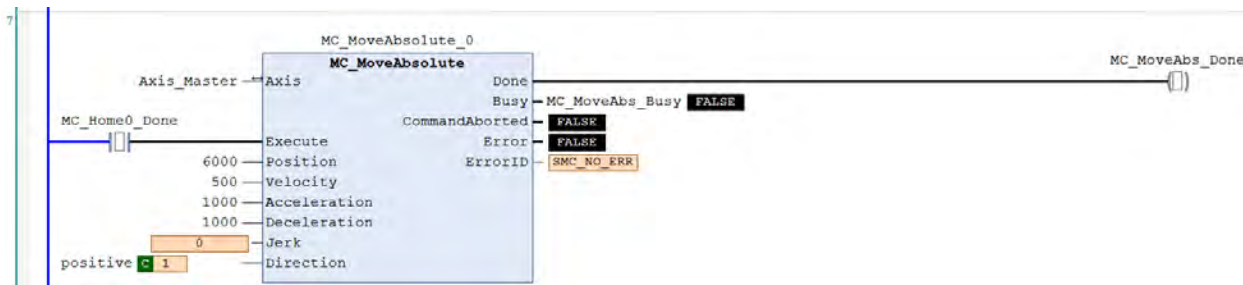 7
MC_MoveAbsolute_0
MC_MoveAbsolute
MC_MoveAbs_Done
Axis_Master Axis Done
Busy MC_MoveAbs_Busy FALSE
MC_Home0_Done CommandAborted FALSE
Execute Error FALSE
6000 Position ErrorID SMC_NO_ERR
500 Velocity
1000 Acceleration
1000 Deceleration
0 Jerk
positive C 1 Direction